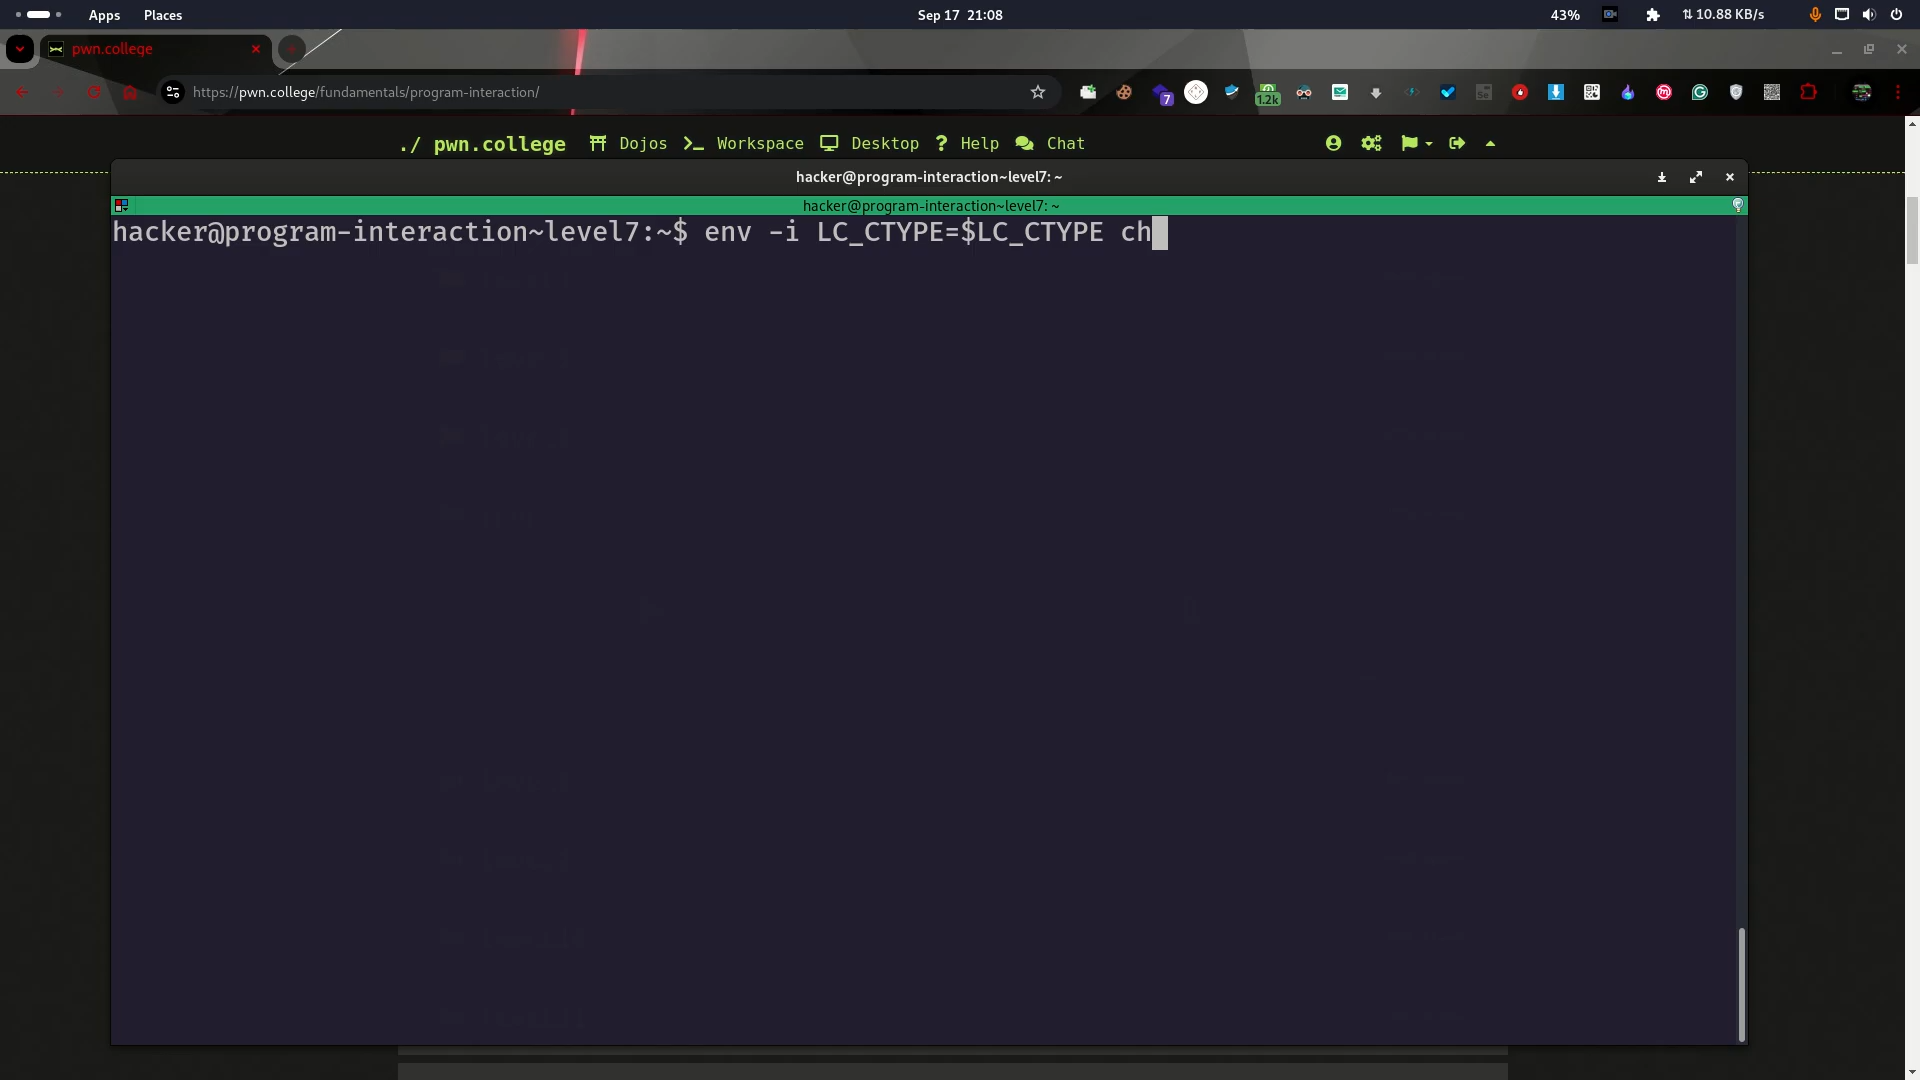 Apps Places Sep 17 21:08 43% 10.88 KB/s
pwn.college
https://pwn.college/fundamentals/program-interaction/ 7 1.2k
./ pwn.college Dojos Workspace Desktop ? Help Chat
hacker@program-interaction~level7: ~
hacker@program-interaction~level7: ~
hacker@program-interaction~level7:~$ env -i LC_CTYPE=$LC_CTYPE ch